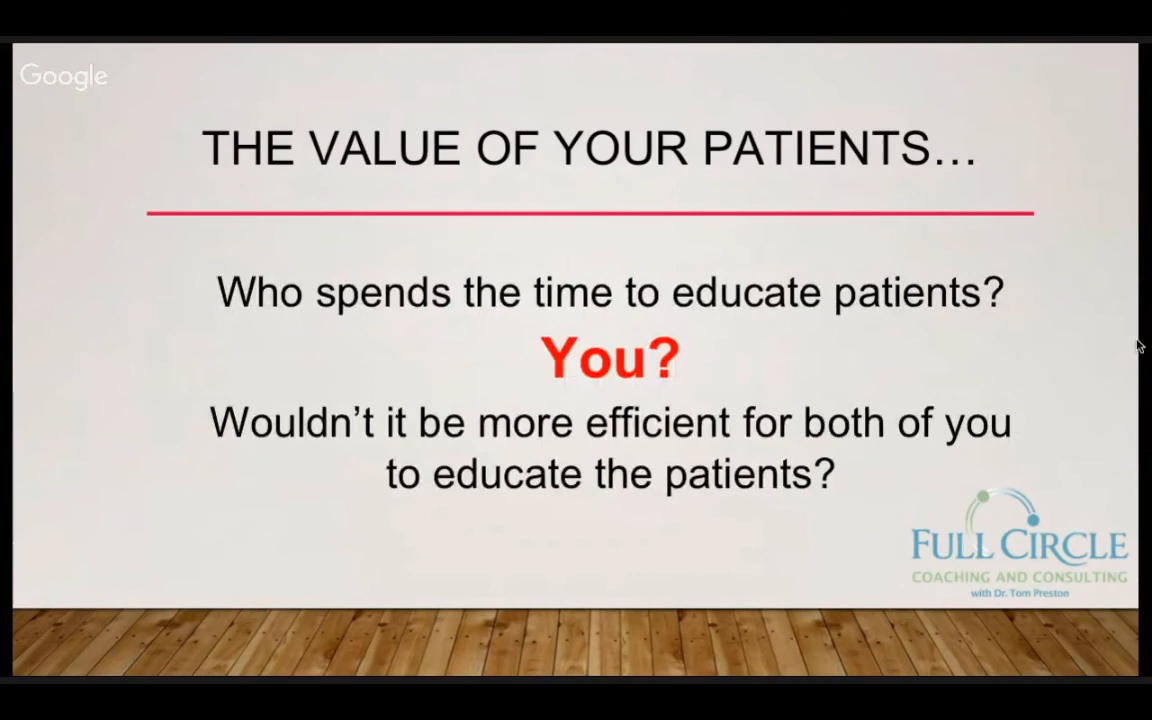 Google
THE VALUE OF YOUR PATIENTS…
Who spends the time to educate patients?
You?
Wouldn’t it be more efficient for both of you
to educate the patients?
FULL CIRCLE
COACHING AND CONSULTING
with Dr. Tom Preston